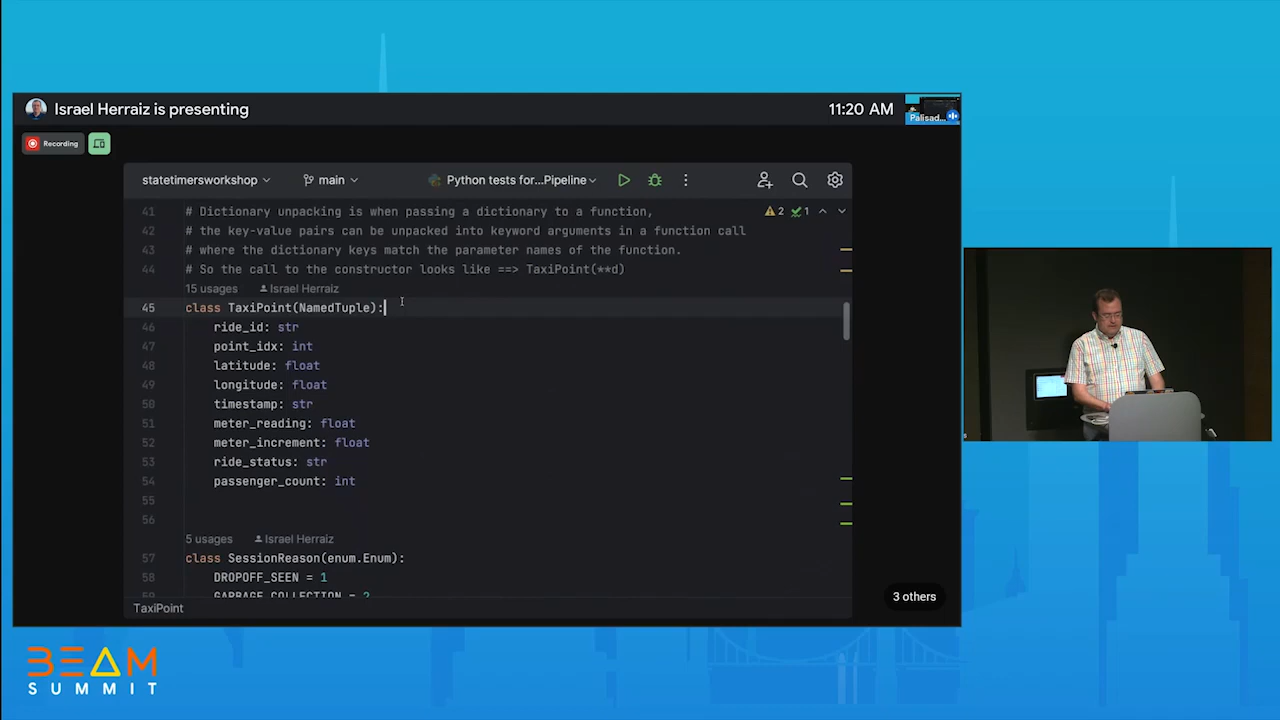 Israel Herraiz is presenting
11:20 AM
Palisad...
Recording
statetimersworkshop
main
Python tests for...Pipeline
41 # Dictionary unpacking is when passing a dictionary to a function,
2 1
42 # the key-value pairs can be unpacked into keyword arguments in a function call
43 # where the dictionary keys match the parameter names of the function.
44 # So the call to the constructor looks like ==> TaxiPoint(**d)
15 usages Israel Herraiz
45 class TaxiPoint(NamedTuple):
46 ride_id: str
47 point_idx: int
48 latitude: float
49 longitude: float
50 timestamp: str
51 meter_reading: float
52 meter_increment: float
53 ride_status: str
54 passenger_count: int
55
56
5 usages Israel Herraiz
57 class SessionReason(enum.Enum):
58 DROPOFF_SEEN = 1
59 GARBAGE_COLLECTION = 2
TaxiPoint
3 others
BEAM
SUMMIT